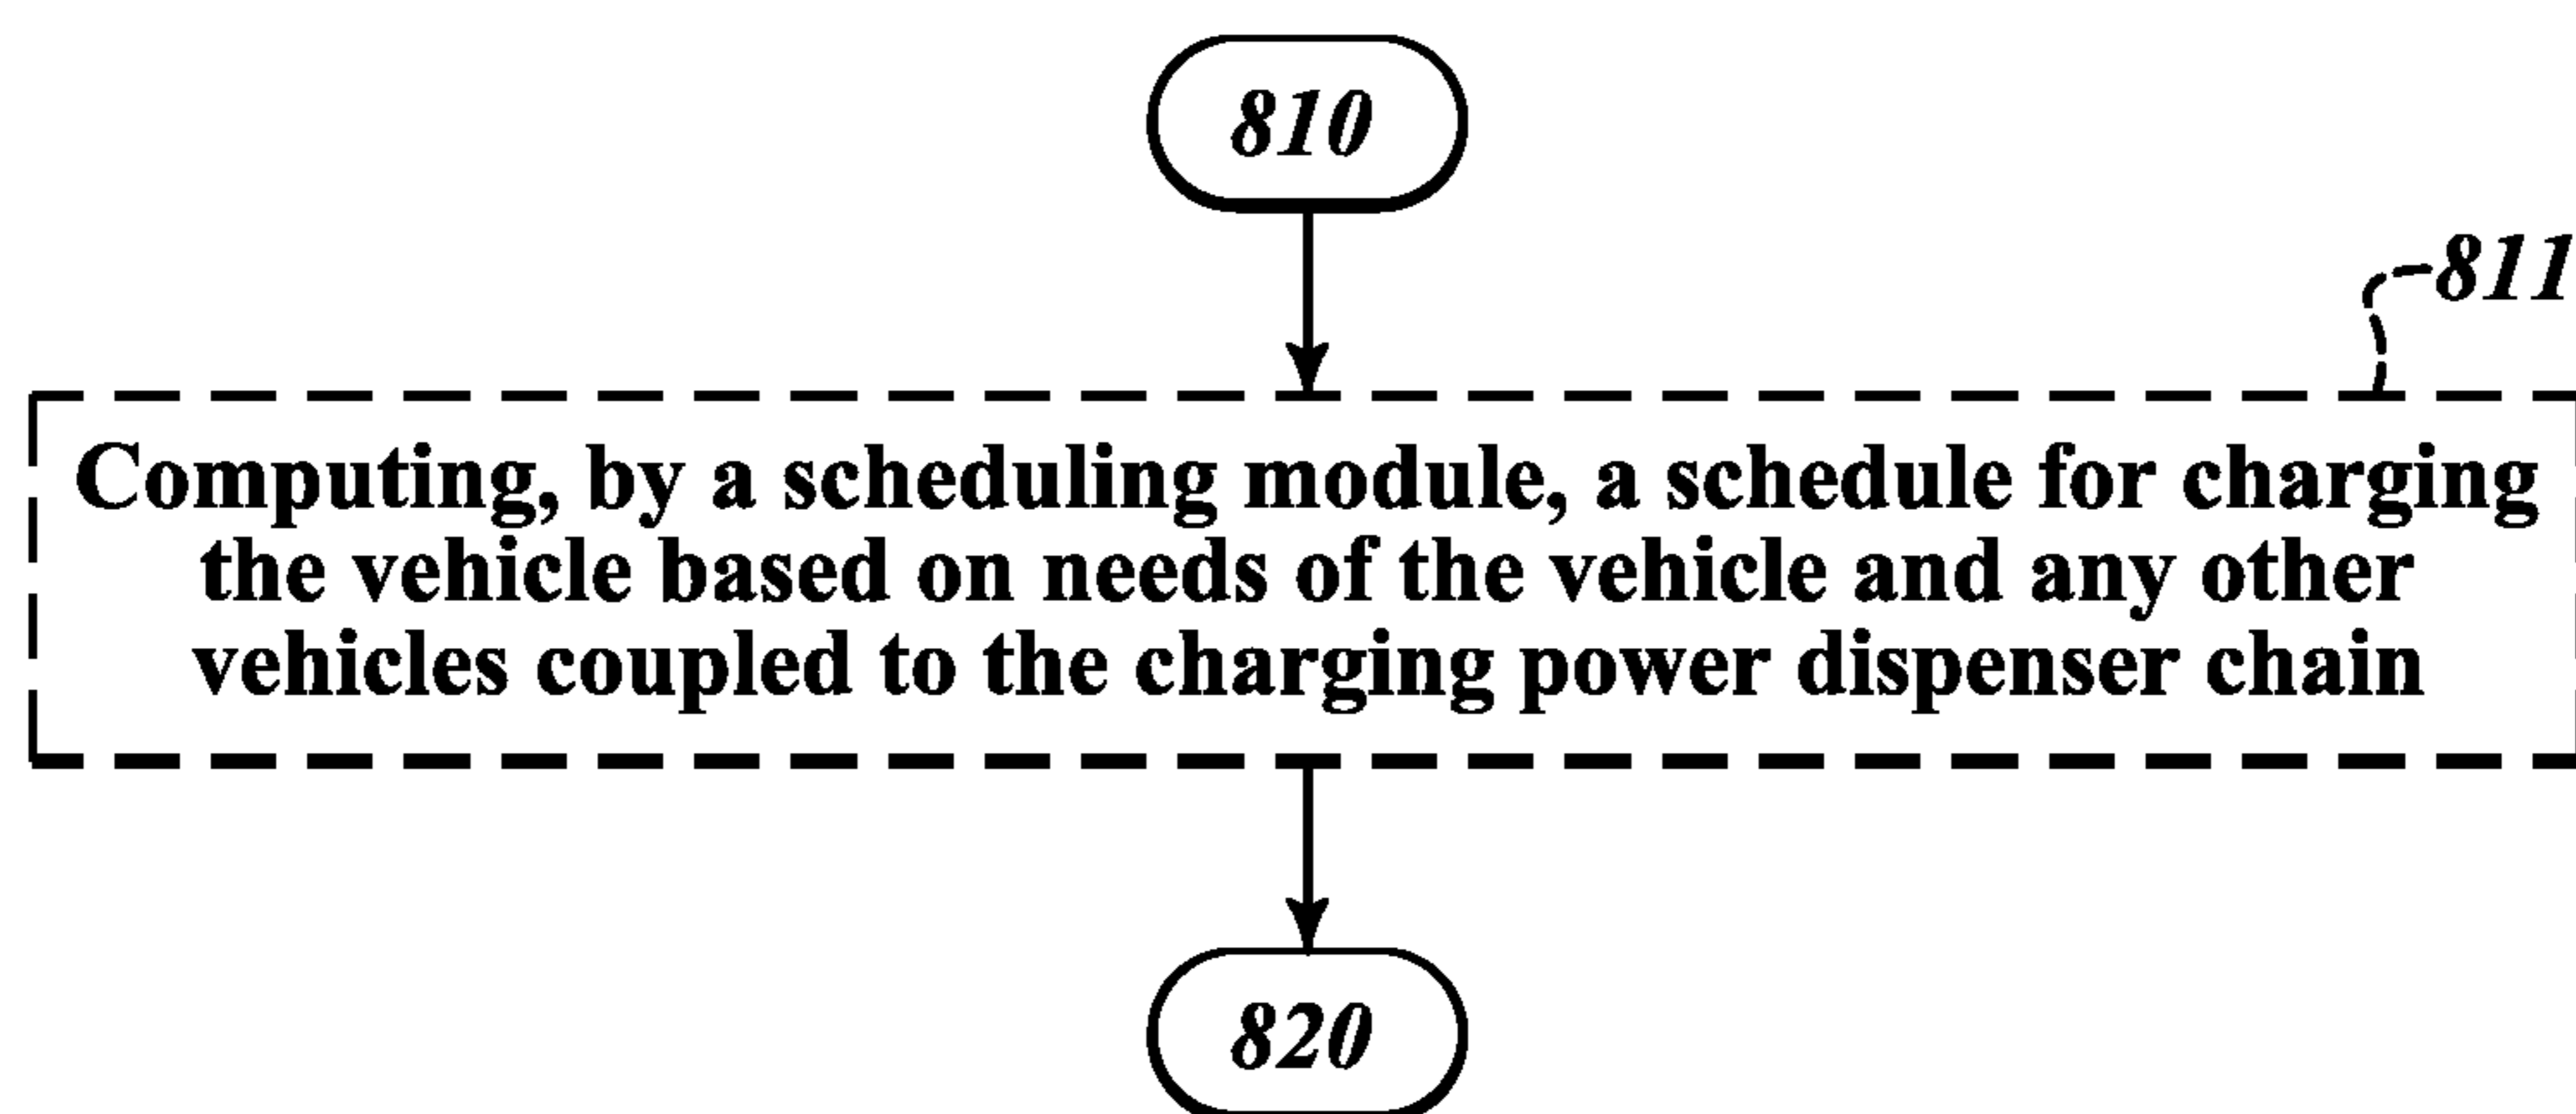 810
811
Computing, by a scheduling module, a schedule for charging
the vehicle based on needs of the vehicle and any other
vehicles coupled to the charging power dispenser chain
820